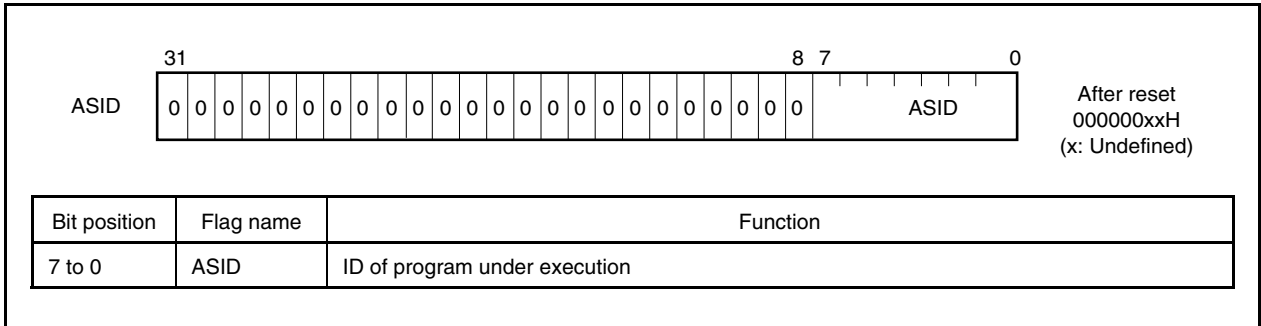 31 8 7 0
ASID 0 0 0 0 0 0 0 0 0 0 0 0 0 0 0 0 0 0 0 0 0 0 0 0 ASID
After reset
000000xxH
(x: Undefined)
Bit position Flag name Function
7 to 0 ASID ID of program under execution